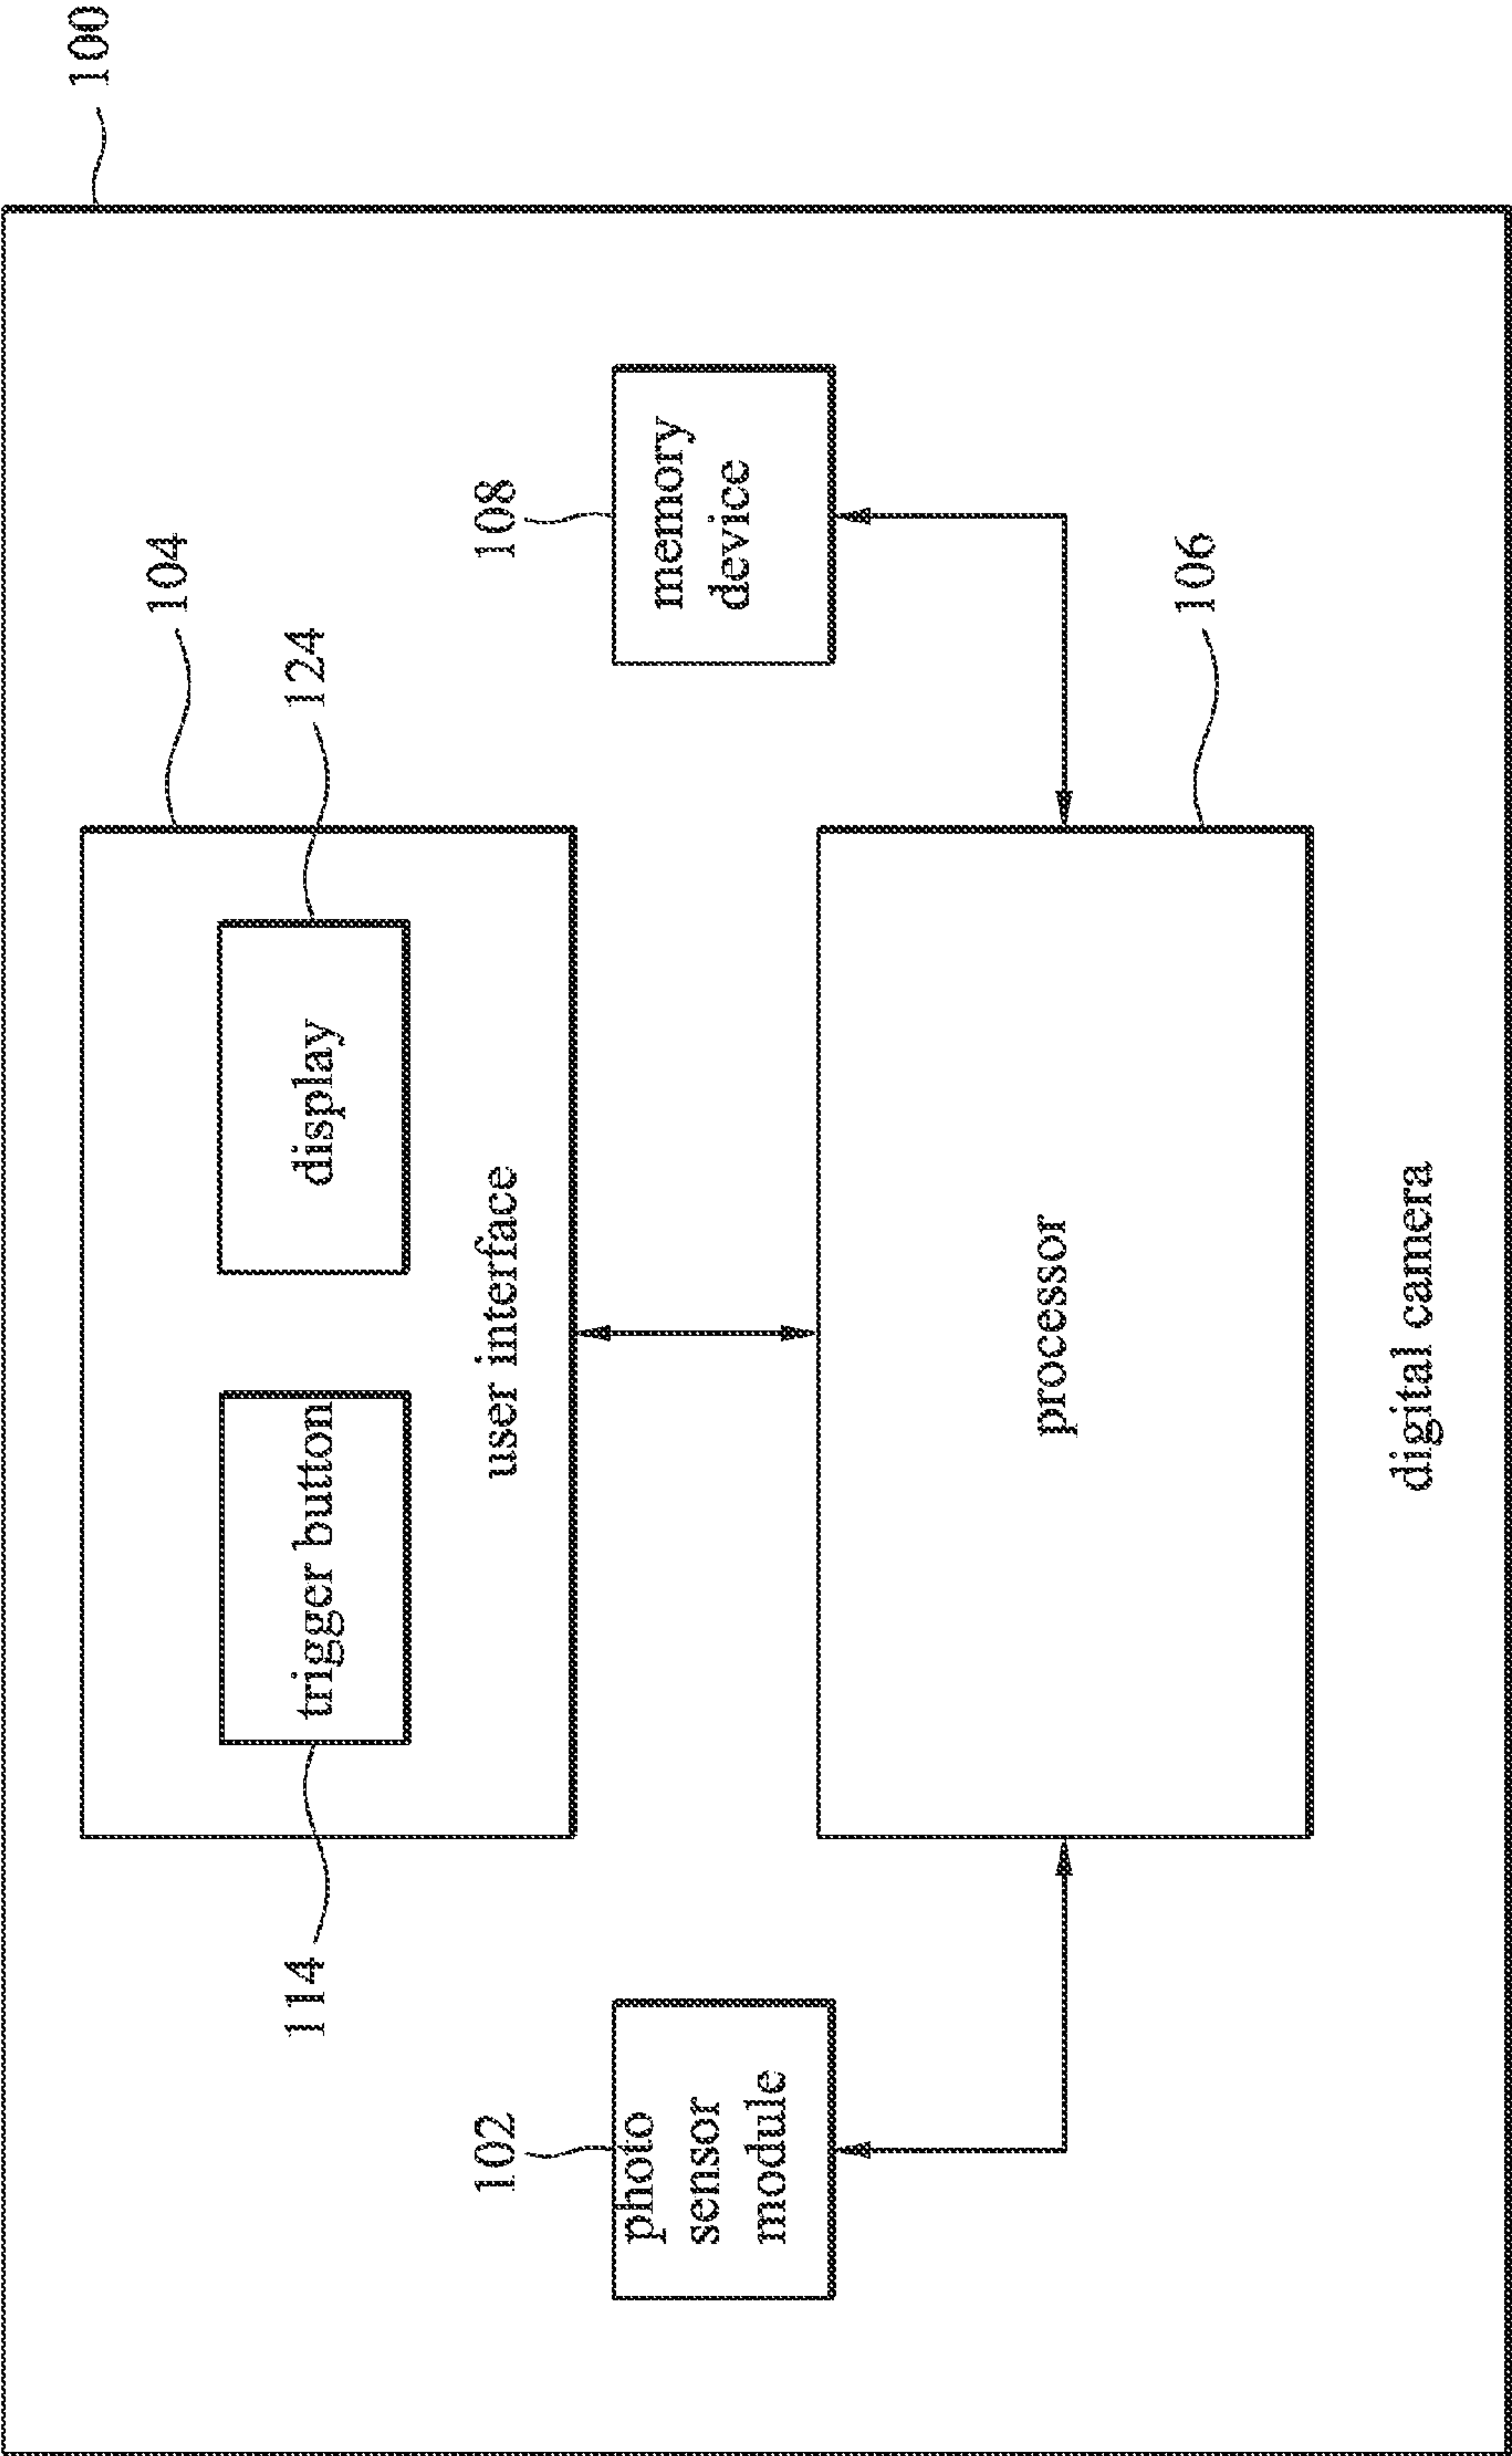 100
104
114
124
trigger button
display
user interface
102
108
photo
sensor
module
memory
device
106
processor
digital camera